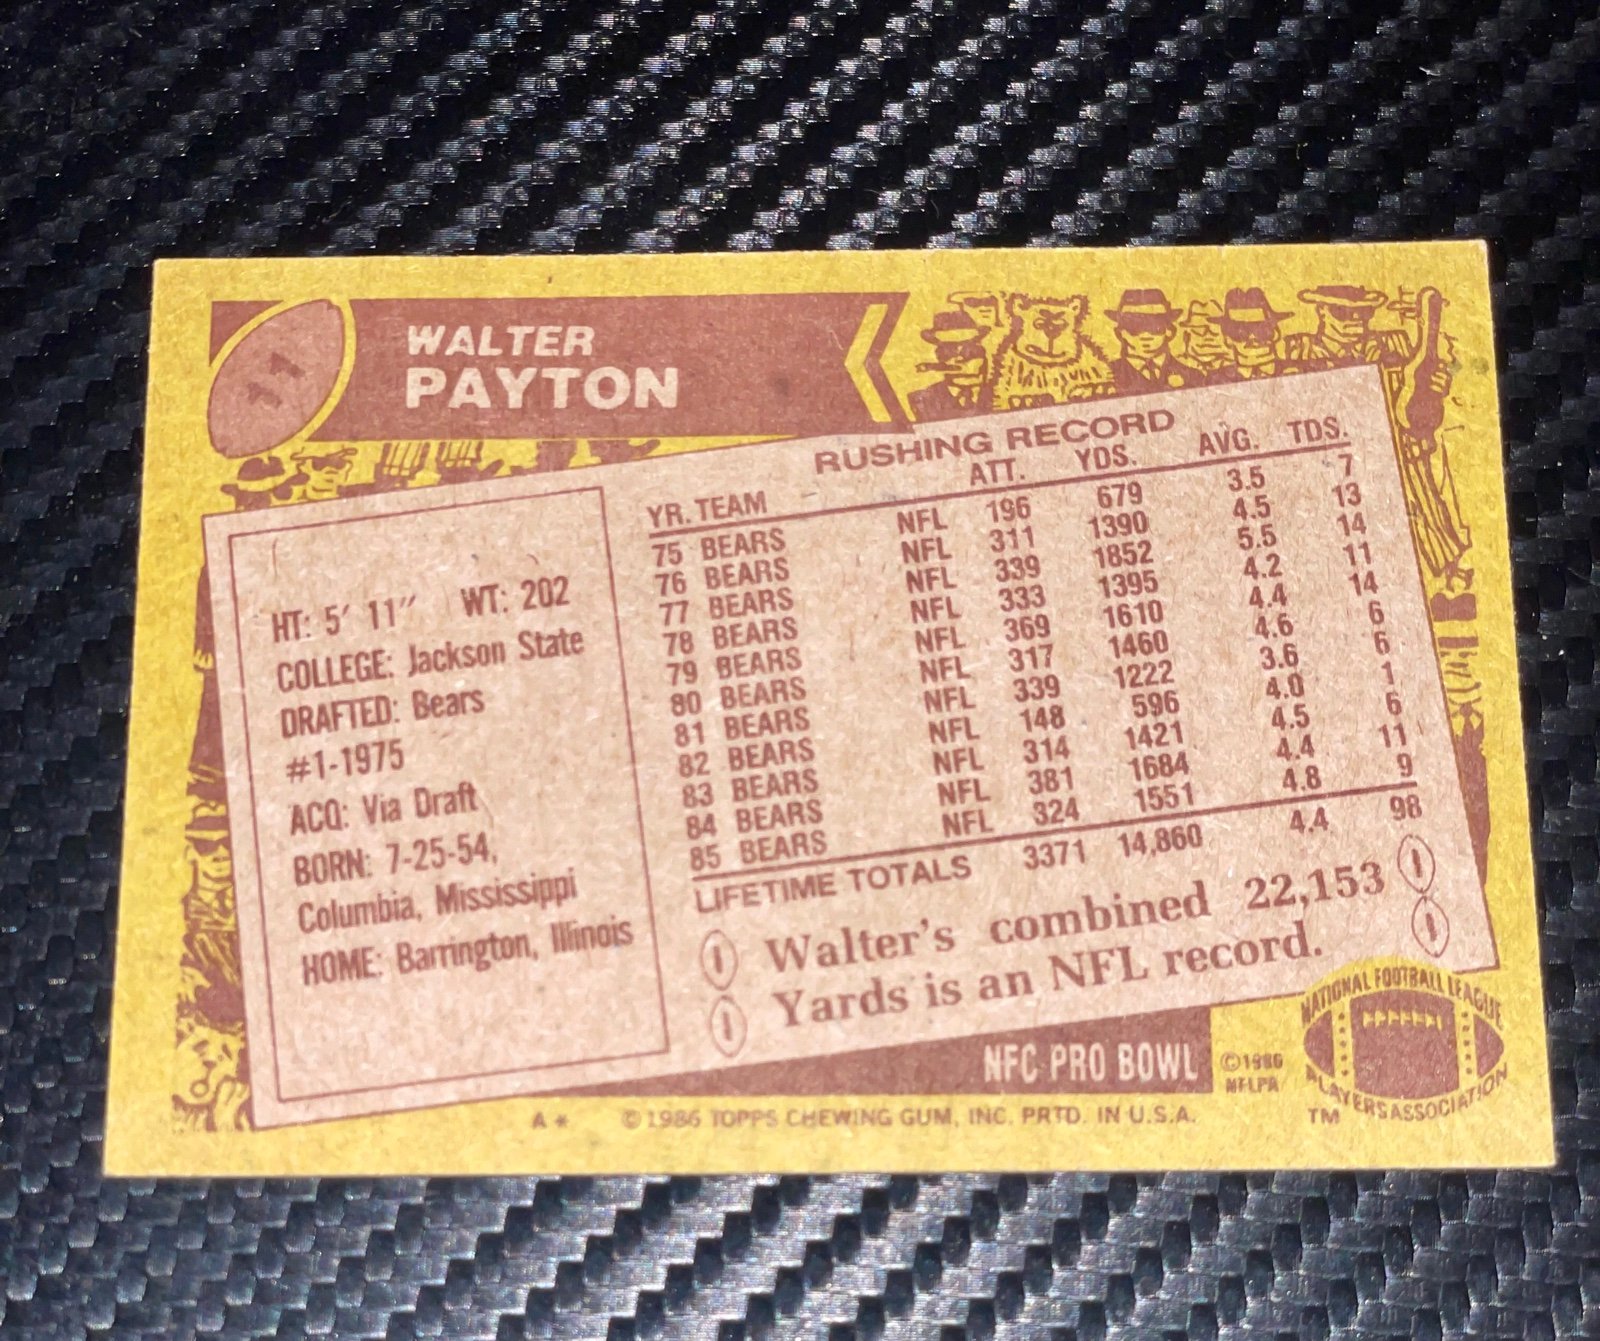 11
WALTER
PAYTON
HT: 5' 11" WT: 202
COLLEGE: Jackson State
DRAFTED: Bears
#1-1975
ACQ: Via Draft
BORN: 7-25-54,
Columbia, Mississippi
HOME: Barrington, Illinois
RUSHING RECORD
YR. TEAM ATT. YDS. AVG. TDS.
75 BEARS NFL 196 679 3.5 7
76 BEARS NFL 311 1390 4.5 13
77 BEARS NFL 339 1852 5.5 14
78 BEARS NFL 333 1395 4.2 11
79 BEARS NFL 369 1610 4.4 14
80 BEARS NFL 317 1460 4.6 6
81 BEARS NFL 339 1222 3.6 6
82 BEARS NFL 148 596 4.0 1
83 BEARS NFL 314 1421 4.5 6
84 BEARS NFL 381 1684 4.4 11
85 BEARS NFL 324 1551 4.8 9
LIFETIME TOTALS 3371 14,860 4.4 98
Walter's combined 22,153
Yards is an NFL record.
NFC PRO BOWL
©1986
NFLPA
NATIONAL FOOTBALL LEAGUE
PLAYERS ASSOCIATION
TM
A* © 1986 TOPPS CHEWING GUM, INC. PRTD. IN U.S.A.